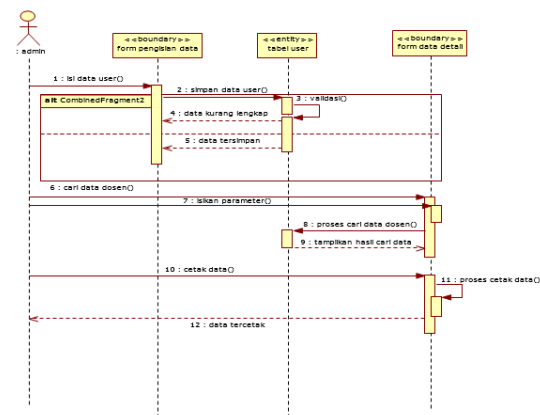 : admin
<<boundary>>
form pengisian data
<<entity>>
tabel user
<<boundary>>
form data detail
1 : isi data user()
2 : simpan data user()
3 : validasi()
alt CombinedFragment2
4 : data kurang lengkap
5 : data tersimpan
6 : cari data dosen()
7 : isikan parameter()
8 : proses cari data dosen()
9 : tampilkan hasil cari data
10 : cetak data()
11 : proses cetak data()
12 : data tercetak